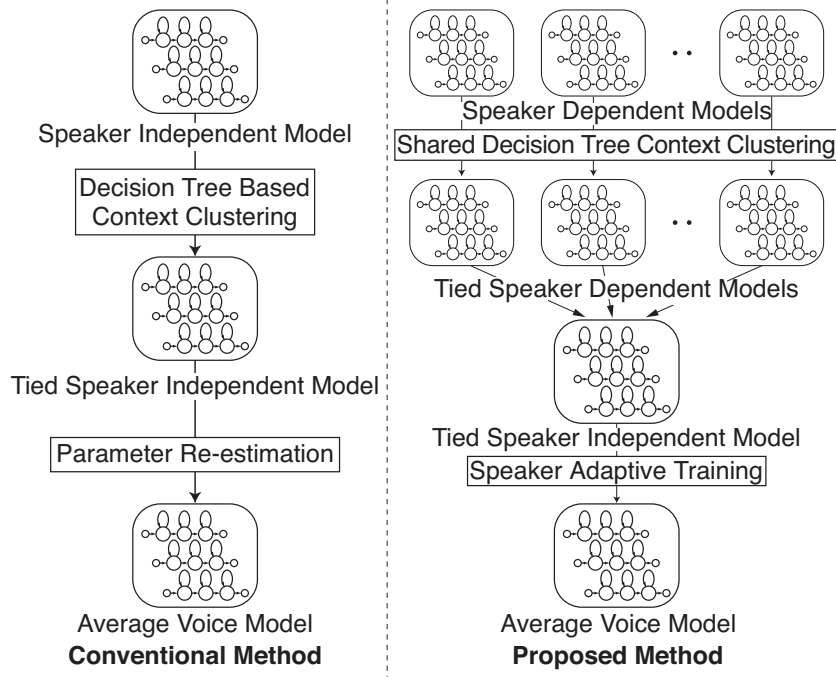 Speaker Independent Model
Decision Tree Based
Context Clustering
Tied Speaker Independent Model
Parameter Re-estimation
Average Voice Model
Conventional Method
Speaker Dependent Models
Shared Decision Tree Context Clustering
Tied Speaker Dependent Models
Tied Speaker Independent Model
Speaker Adaptive Training
Average Voice Model
Proposed Method